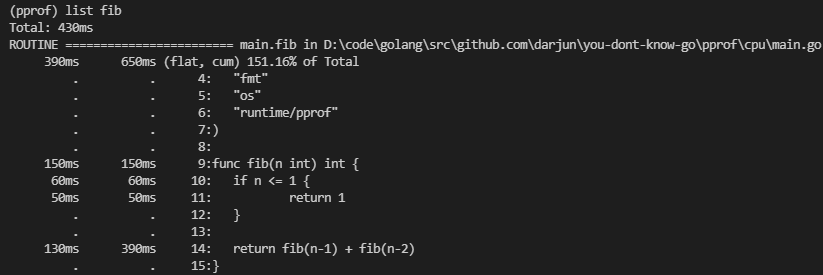 (pprof) list fib
Total: 430ms
ROUTINE ======================== main.fib in D:\code\golang\src\github.com\darjun\you-dont-know-go\pprof\cpu\main.go
     390ms      650ms (flat, cum) 151.16% of Total
         .          .      4:	"fmt"
         .          .      5:	"os"
         .          .      6:	"runtime/pprof"
         .          .      7:)
         .          .      8:
     150ms      150ms      9:func fib(n int) int {
      60ms       60ms     10:	if n <= 1 {
      50ms       50ms     11:		return 1
         .          .     12:	}
         .          .     13:
     130ms      390ms     14:	return fib(n-1) + fib(n-2)
         .          .     15:}